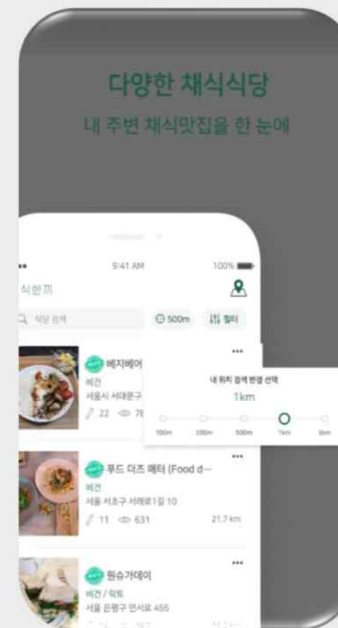 다양한 채식식당
내 주변 채식맛집을 한 눈에
9:41 AM 100%
식한끼
식당 검색 500m 필터
베지베어
비건
서울시 서대문구
22 78
내 위치 검색 반경 선택
1km
100m 300m 500m 1km 3km
푸드 더즈 매터 (Food d…
비건
서울 서초구 서래로1길 10
11 631 21.7 km
원슈가데이
비건 / 락토
서울 은평구 연서로 455